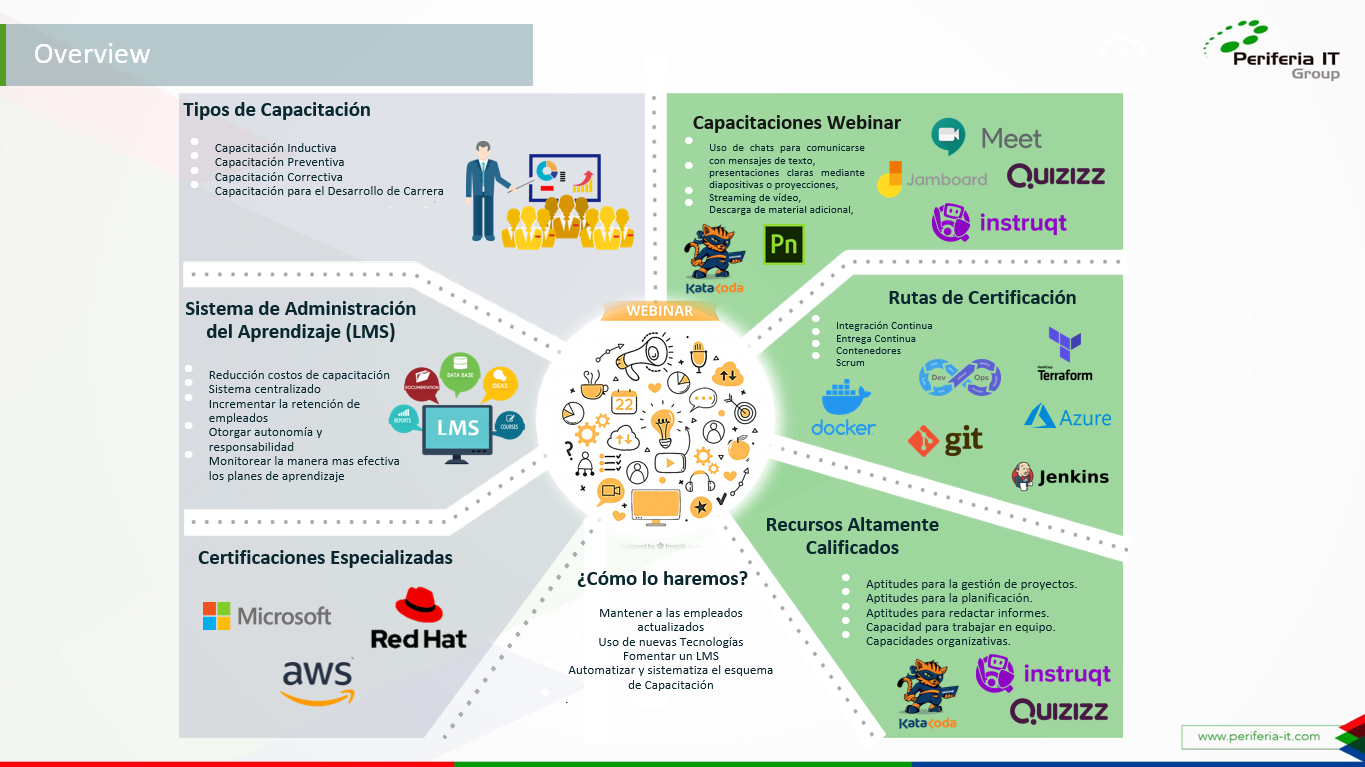 Overview
Periferia IT
Group
Tipos de Capacitación
Capacitación Inductiva
Capacitación Preventiva
Capacitación Correctiva
Capacitación para el Desarrollo de Carrera
Capacitaciones Webinar
Uso de chats para comunicarse
con mensajes de texto,
presentaciones claras mediante
diapositivas o proyecciones,
Streaming de vídeo,
Descarga de material adicional,
Meet
Jamboard
QUIZIZZ
instruqt
Katakoda
Pn
Sistema de Administración
del Aprendizaje (LMS)
Reducción costos de capacitación
Sistema centralizado
Incrementar la retención de
empleados
Otorgar autonomía y
responsabilidad
Monitorear la manera mas efectiva
los planes de aprendizaje
DOCUMENTATION
DATA BASE
IDEAS
REPORTS
LMS
COURSES
WEBINAR
22
designed by freepik
Rutas de Certificación
Integración Continua
Entrega Continua
Contenedores
Scrum
Dev
Ops
HashiCorp
Terraform
docker
Azure
git
Jenkins
Certificaciones Especializadas
Microsoft
Red Hat
aws
¿Cómo lo haremos?
Mantener a las empleados
actualizados
Uso de nuevas Tecnologías
Fomentar un LMS
Automatizar y sistematiza el esquema
de Capacitación
.
Recursos Altamente
Calificados
Aptitudes para la gestión de proyectos.
Aptitudes para la planificación.
Aptitudes para redactar informes.
Capacidad para trabajar en equipo.
Capacidades organizativas.
Katakoda
instruqt
QUIZIZZ
www.periferia-it.com